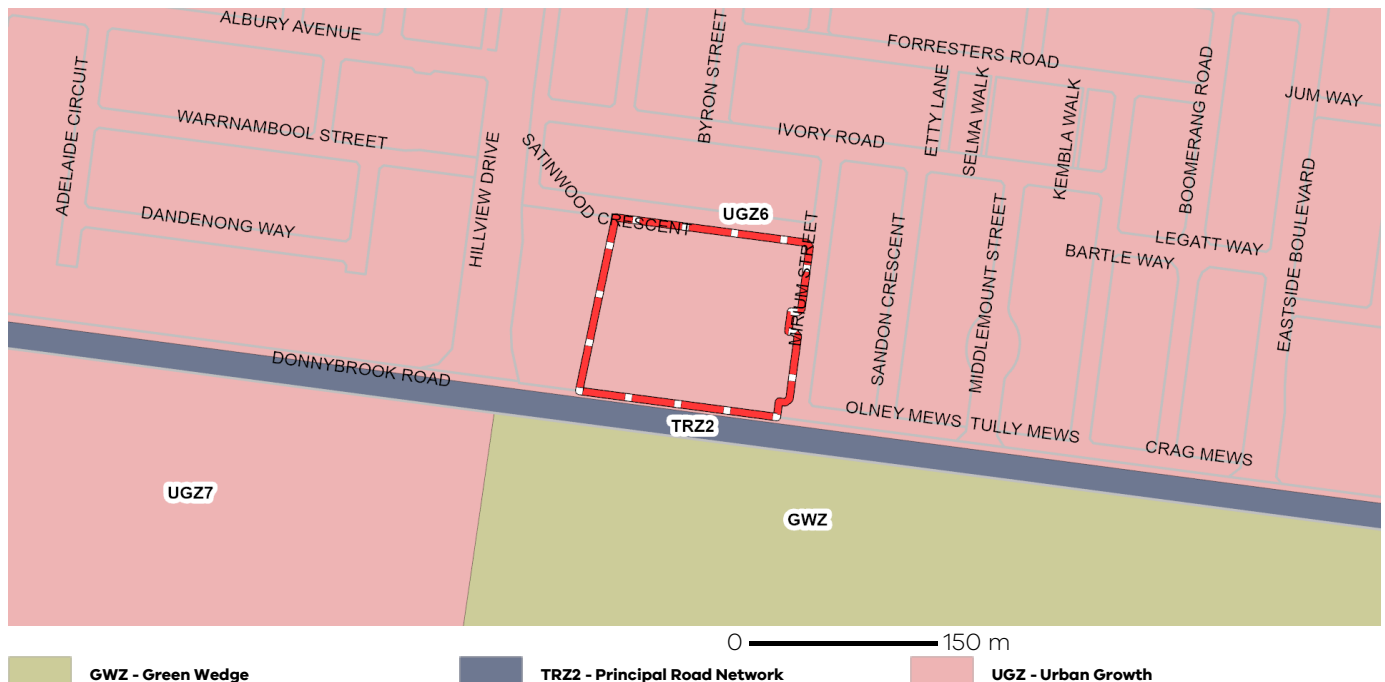 ALBURY AVENUE
BYRON STREET
FORRESTERS ROAD
ADELAIDE CIRCUIT
WARRNAMBOOL STREET
HILLVIEW DRIVE
SATINWOOD CRESCENT
IVORY ROAD
ETTY LANE
SELMA WALK
KEMBLA WALK
BOOMERANG ROAD
JUM WAY
DANDENONG WAY
UGZ6
MIRIUM STREET
SANDON CRESCENT
MIDDLEMOUNT STREET
BARTLE WAY
LEGATT WAY
EASTSIDE BOULEVARD
DONNYBROOK ROAD
TRZ2
OLNEY MEWS
TULLY MEWS
CRAG MEWS
UGZ7
GWZ
0 150 m
GWZ - Green Wedge
TRZ2 - Principal Road Network
UGZ - Urban Growth